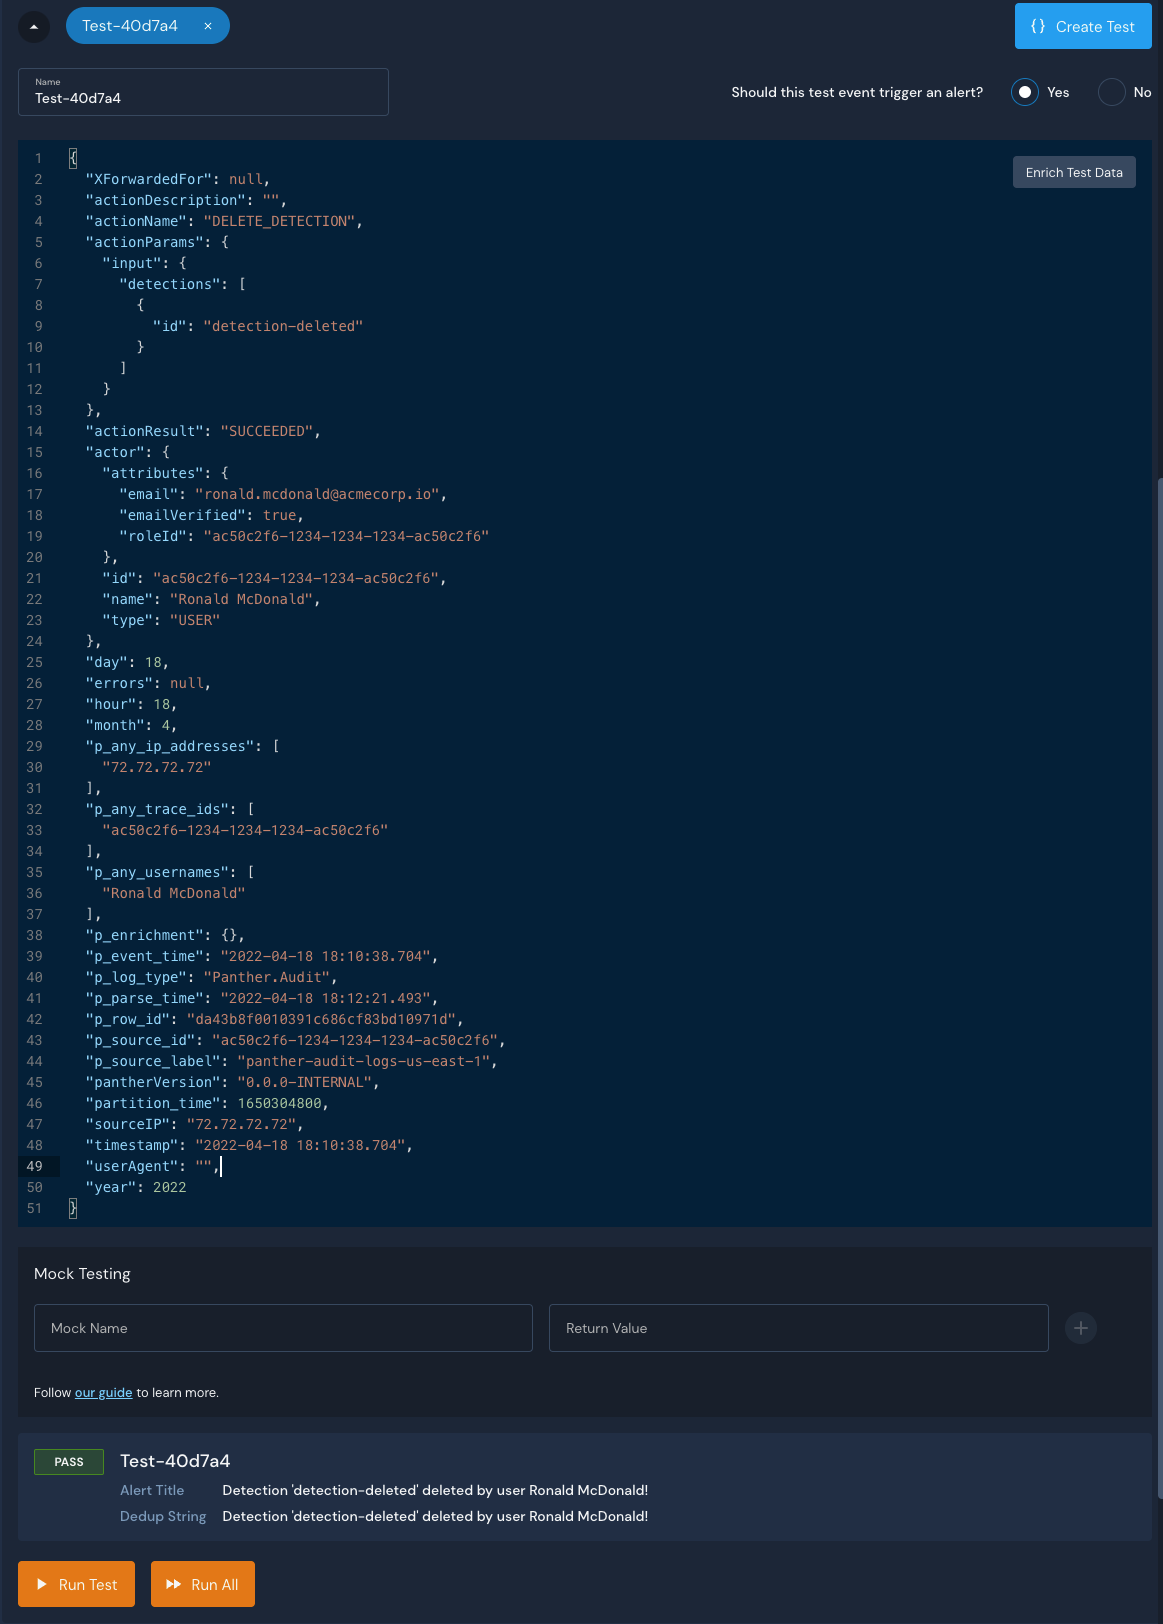 Test-40d7a4 ×
{} Create Test
Name
Test-40d7a4
Should this test event trigger an alert? Yes No
Enrich Test Data
1 {
2 "XForwardedFor": null,
3 "actionDescription": "",
4 "actionName": "DELETE_DETECTION",
5 "actionParams": {
6 "input": {
7 "detections": [
8 {
9 "id": "detection-deleted"
10 }
11 ]
12 }
13 },
14 "actionResult": "SUCCEEDED",
15 "actor": {
16 "attributes": {
17 "email": "ronald.mcdonald@acmecorp.io",
18 "emailVerified": true,
19 "roleId": "ac50c2f6-1234-1234-1234-ac50c2f6"
20 },
21 "id": "ac50c2f6-1234-1234-1234-ac50c2f6",
22 "name": "Ronald McDonald",
23 "type": "USER"
24 },
25 "day": 18,
26 "errors": null,
27 "hour": 18,
28 "month": 4,
29 "p_any_ip_addresses": [
30 "72.72.72.72"
31 ],
32 "p_any_trace_ids": [
33 "ac50c2f6-1234-1234-1234-ac50c2f6"
34 ],
35 "p_any_usernames": [
36 "Ronald McDonald"
37 ],
38 "p_enrichment": {},
39 "p_event_time": "2022-04-18 18:10:38.704",
40 "p_log_type": "Panther.Audit",
41 "p_parse_time": "2022-04-18 18:12:21.493",
42 "p_row_id": "da43b8f0010391c686cf83bd10971d",
43 "p_source_id": "ac50c2f6-1234-1234-1234-ac50c2f6",
44 "p_source_label": "panther-audit-logs-us-east-1",
45 "pantherVersion": "0.0.0-INTERNAL",
46 "partition_time": 1650304800,
47 "sourceIP": "72.72.72.72",
48 "timestamp": "2022-04-18 18:10:38.704",
49 "userAgent": "",
50 "year": 2022
51 }
Mock Testing
Mock Name
Return Value
Follow our guide to learn more.
PASS Test-40d7a4
Alert Title Detection 'detection-deleted' deleted by user Ronald McDonald!
Dedup String Detection 'detection-deleted' deleted by user Ronald McDonald!
Run Test
Run All